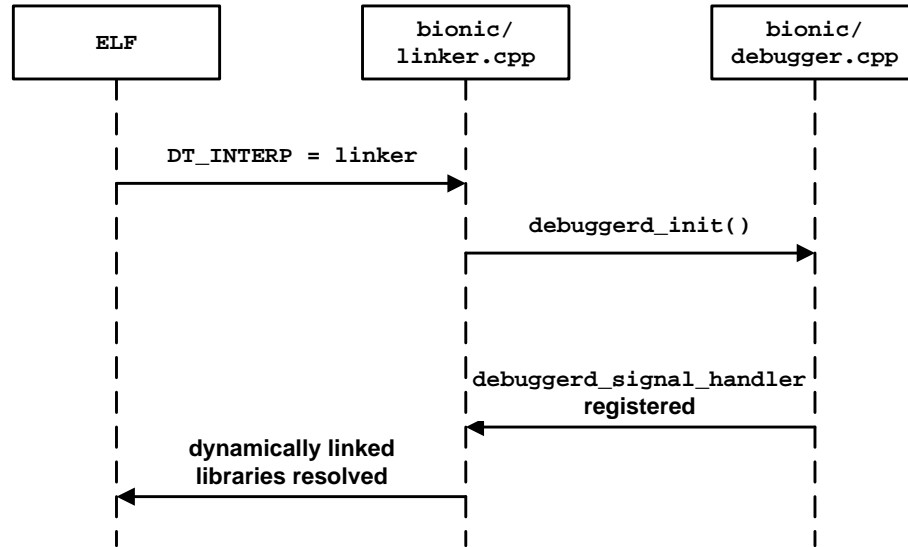 ELF
bionic/
linker.cpp
bionic/
debugger.cpp
DT_INTERP = linker
debuggerd_init()
debuggerd_signal_handler
registered
dynamically linked
libraries resolved